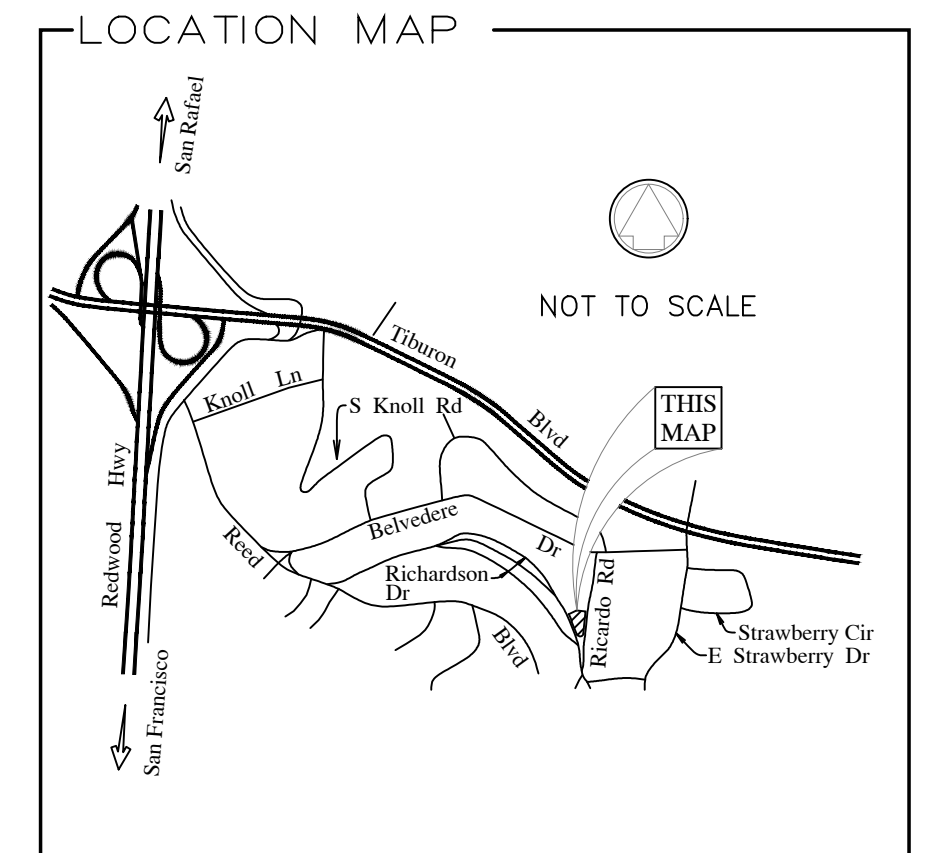 LOCATION MAP
San Rafael
NOT TO SCALE
Tiburon
Blvd
Knoll Ln
S Knoll Rd
THIS
MAP
Redwood Hwy
Reed
Blvd
Belvedere
Dr
Richardson
Dr
Ricardo Rd
Strawberry Cir
E Strawberry Dr
San Francisco